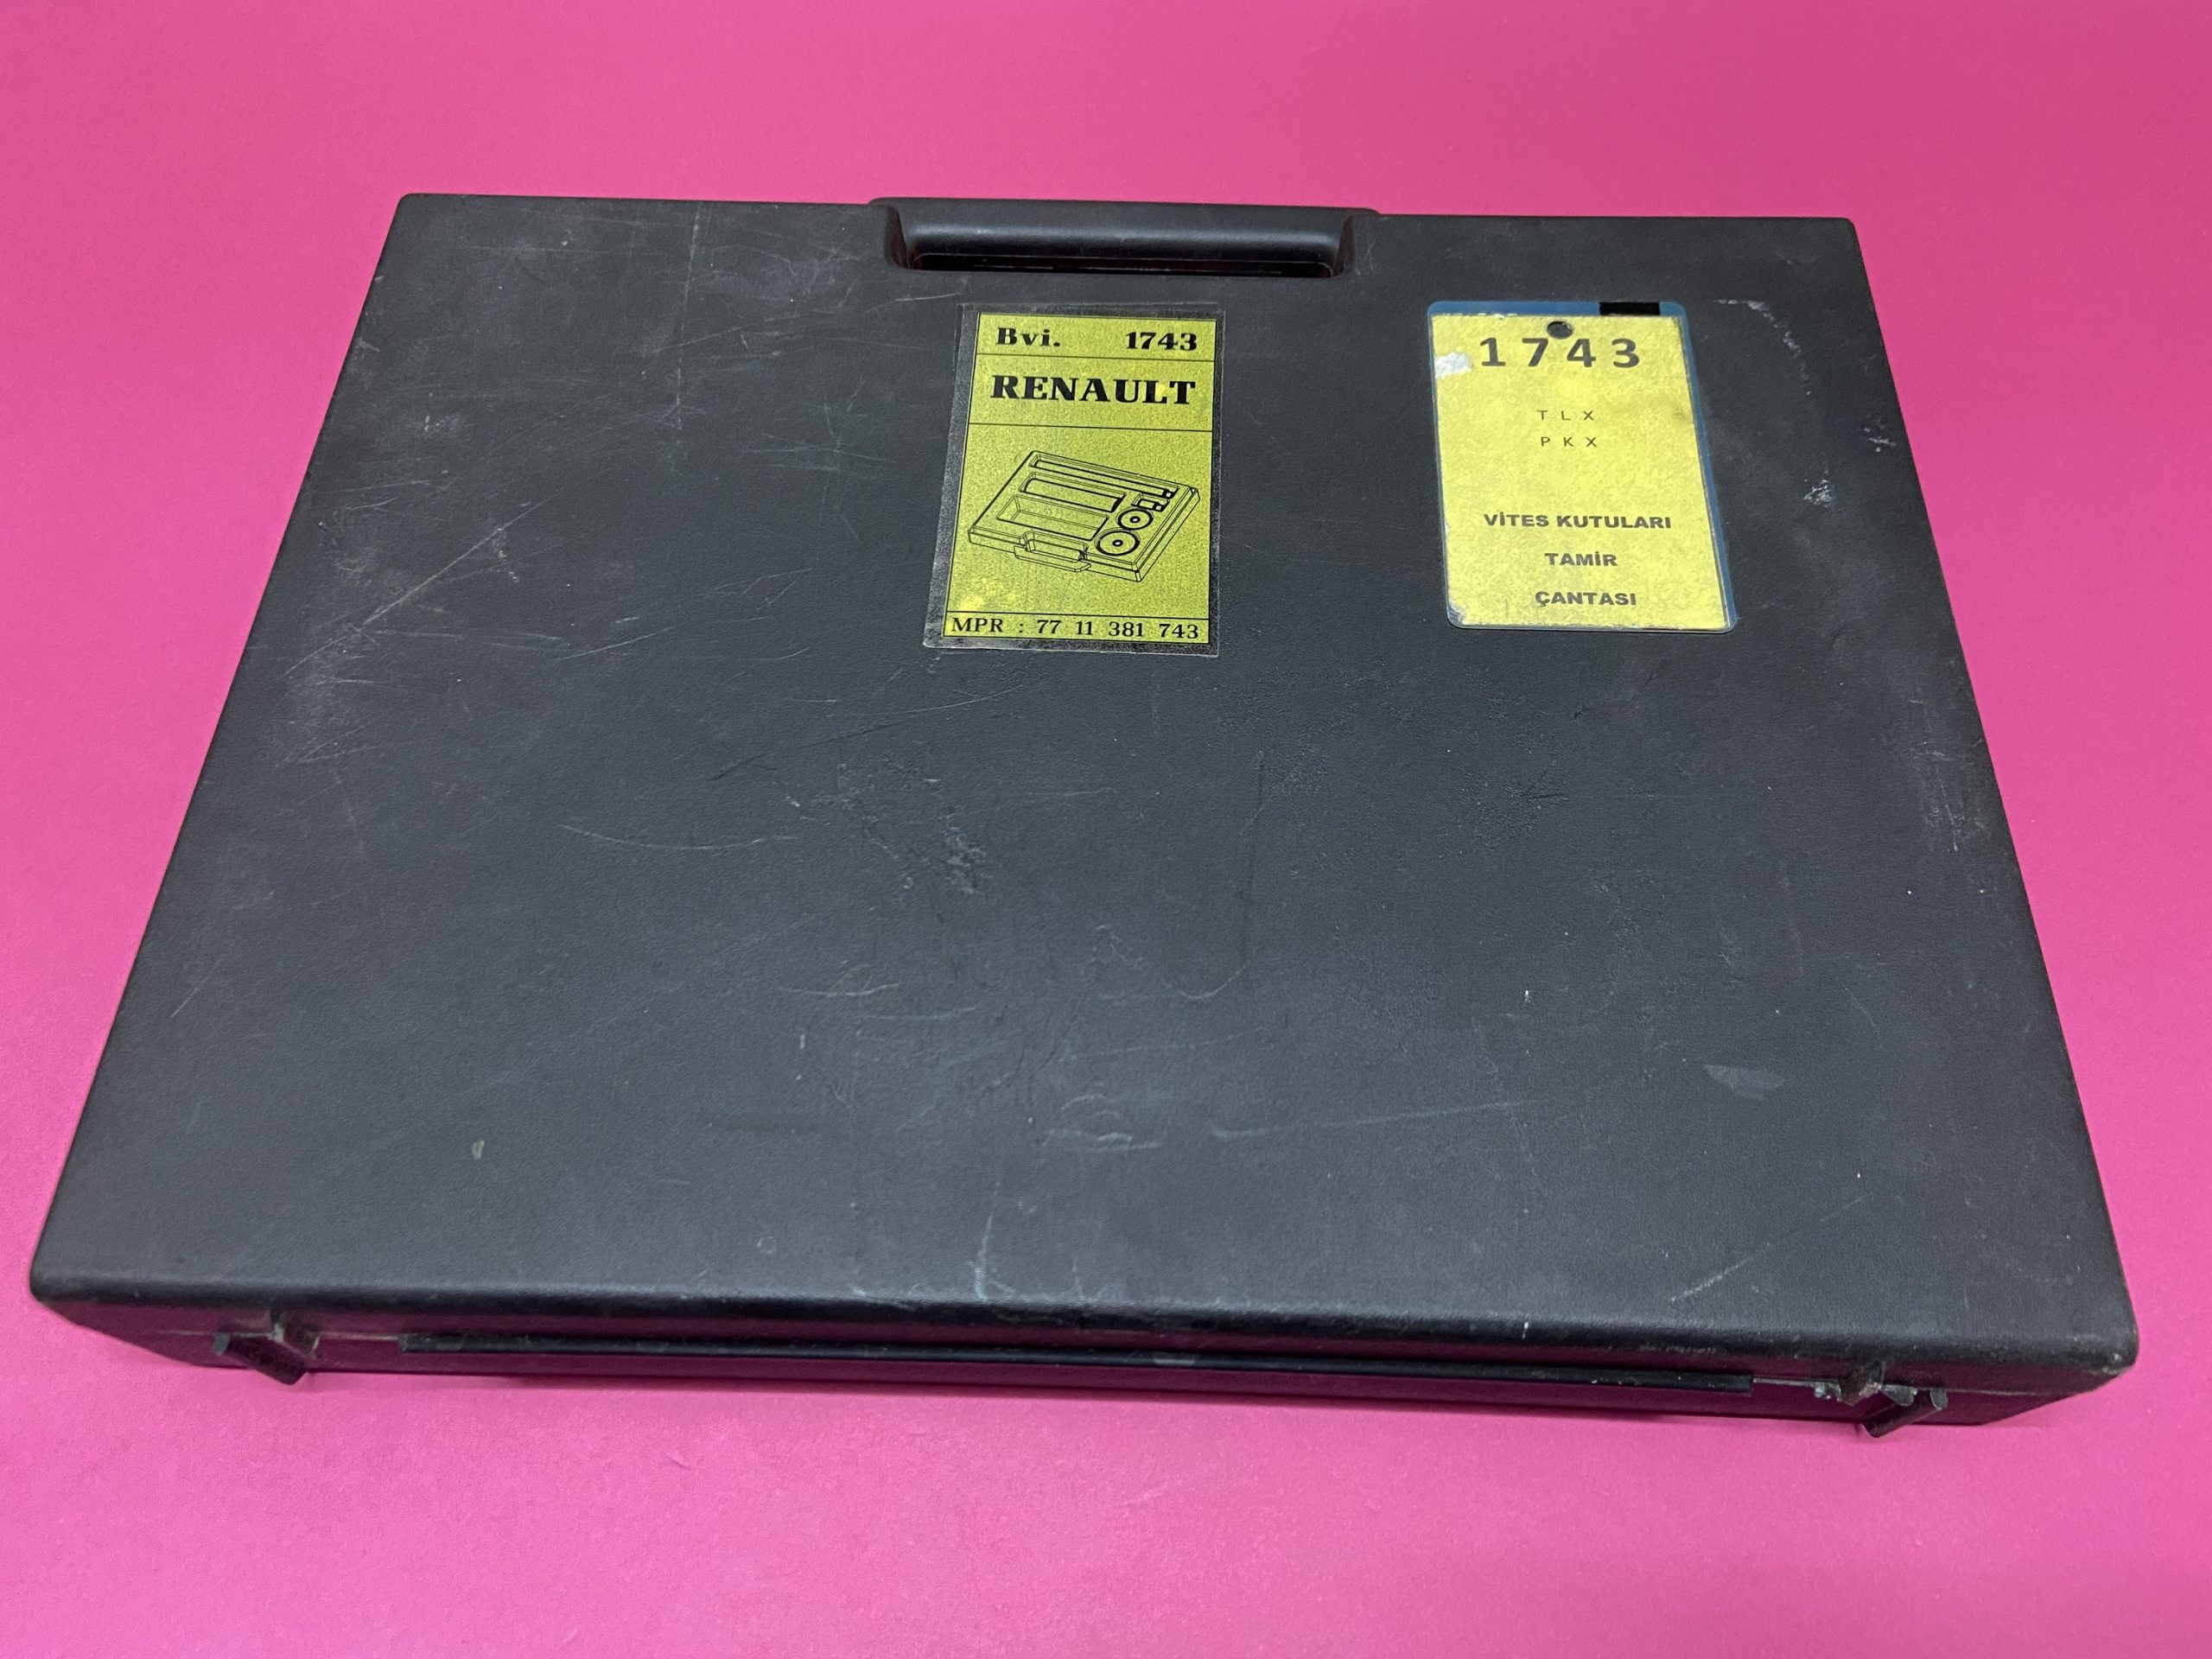 Bvi. 1743
RENAULT
MPR : 77 11 381 743
1743
TLX
PKX
VİTES KUTULARI
TAMİR
ÇANTASI